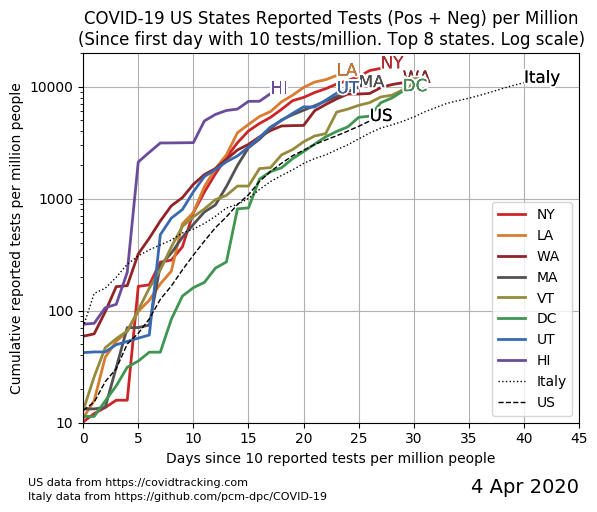 COVID-19 US States Reported Tests (Pos + Neg) per Million
(Since first day with 10 tests/million. Top 8 states. Log scale)
Cumulative reported tests per million people
10000
1000
100
10
HI
LA
UT
NY
MA
US
WA
DC
Italy
NY
LA
WA
MA
VT
DC
UT
HI
Italy
US
0 5 10 15 20 25 30 35 40 45
Days since 10 reported tests per million people
US data from https://covidtracking.com
Italy data from https://github.com/pcm-dpc/COVID-19
4 Apr 2020